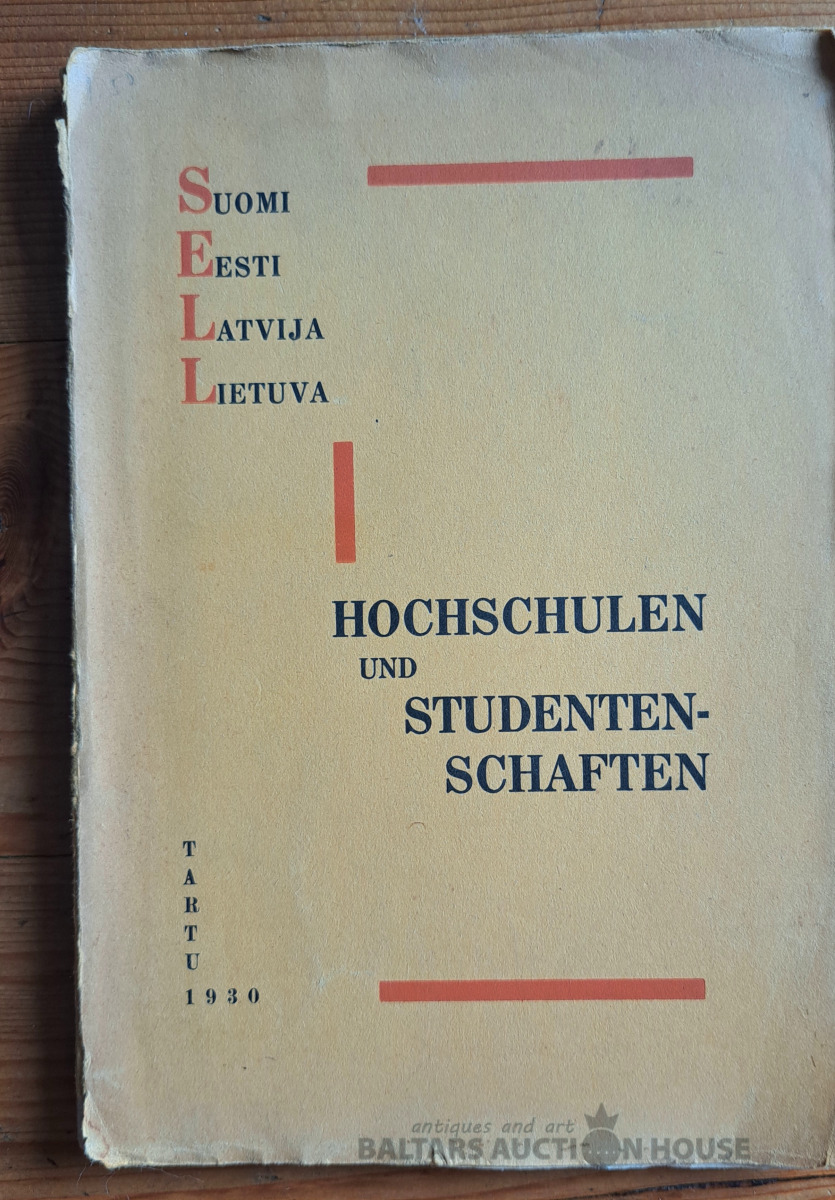 SUOMI
EESTI
LATVIJA
LIETUVA
HOCHSCHULEN
UND
STUDENTEN-
SCHAFTEN
TARTU
1930
antiques and art
BALTARS AUCTION HOUSE